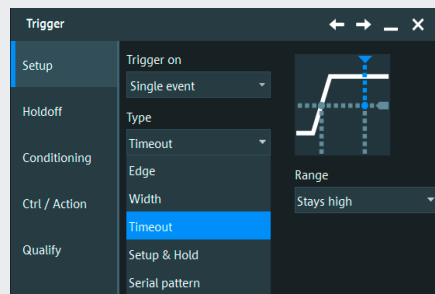 Trigger
Setup
Holdoff
Conditioning
Ctrl / Action
Qualify
Trigger on
Single event
Type
Timeout
Edge
Width
Timeout
Setup & Hold
Serial pattern
Range
Stays high